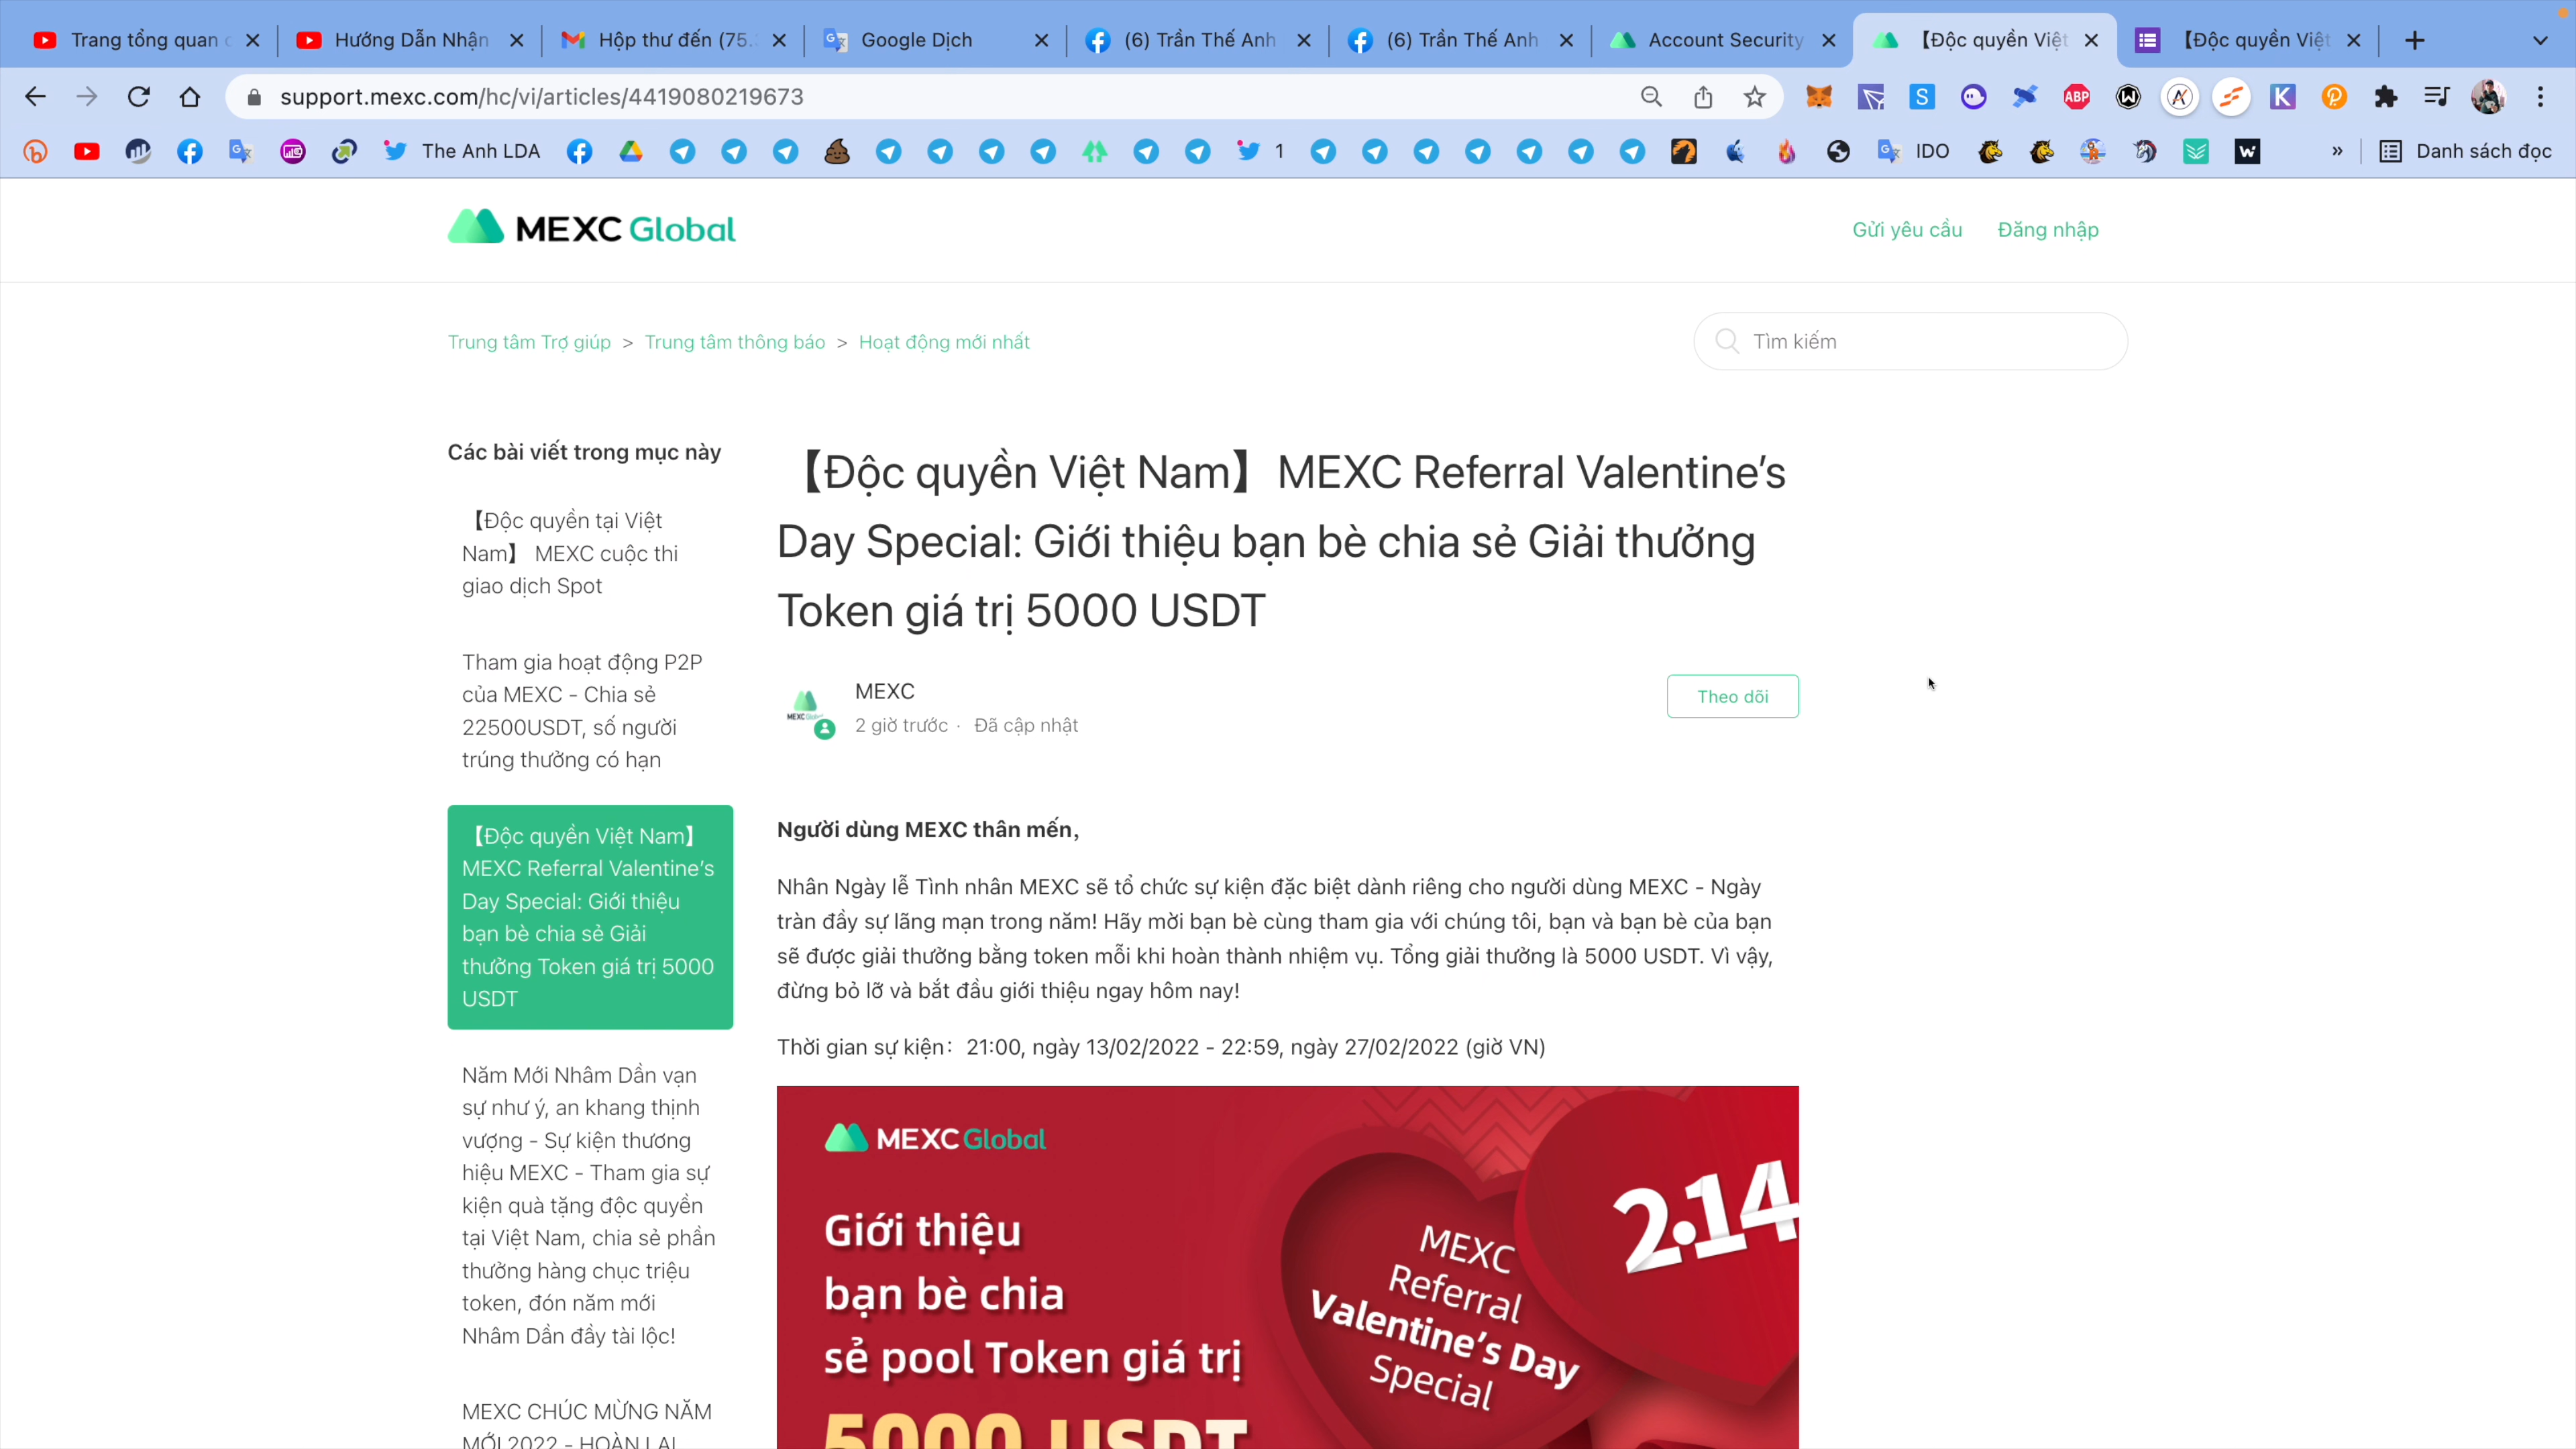 Trang tổng quan c
Hướng Dẫn Nhận
Hộp thư đến (75.
Google Dịch
(6) Trần Thế Anh
(6) Trần Thế Anh
Account Security
【Độc quyền Việt
【Độc quyền Việt
support.mexc.com/hc/vi/articles/4419080219673
ABP
The Anh LDA
1
IDO
»
Danh sách đọc
MEXC Global
Gửi yêu cầu
Đăng nhập
Trung tâm Trợ giúp > Trung tâm thông báo > Hoạt động mới nhất
Tìm kiếm
Các bài viết trong mục này
【Độc quyền tại Việt
Nam】 MEXC cuộc thi
giao dịch Spot
Tham gia hoạt động P2P
của MEXC - Chia sẻ
22500USDT, số người
trúng thưởng có hạn
【Độc quyền Việt Nam】
MEXC Referral Valentine’s
Day Special: Giới thiệu
bạn bè chia sẻ Giải
thưởng Token giá trị 5000
USDT
Năm Mới Nhâm Dần vạn
sự như ý, an khang thịnh
vượng - Sự kiện thương
hiệu MEXC - Tham gia sự
kiện quà tặng độc quyền
tại Việt Nam, chia sẻ phần
thưởng hàng chục triệu
token, đón năm mới
Nhâm Dần đầy tài lộc!
MEXC CHÚC MỪNG NĂM
MỚI 2022 - HOÀN LẠI
【Độc quyền Việt Nam】 MEXC Referral Valentine’s
Day Special: Giới thiệu bạn bè chia sẻ Giải thưởng
Token giá trị 5000 USDT
MEXC
2 giờ trước · Đã cập nhật
Theo dõi
Người dùng MEXC thân mến,
Nhân Ngày lễ Tình nhân MEXC sẽ tổ chức sự kiện đặc biệt dành riêng cho người dùng MEXC - Ngày
tràn đầy sự lãng mạn trong năm! Hãy mời bạn bè cùng tham gia với chúng tôi, bạn và bạn bè của bạn
sẽ được giải thưởng bằng token mỗi khi hoàn thành nhiệm vụ. Tổng giải thưởng là 5000 USDT. Vì vậy,
đừng bỏ lỡ và bắt đầu giới thiệu ngay hôm nay!
Thời gian sự kiện: 21:00, ngày 13/02/2022 - 22:59, ngày 27/02/2022 (giờ VN)
MEXC Global
Giới thiệu
bạn bè chia
sẻ pool Token giá trị
5000 USDT
MEXC
Referral
Valentine’s Day
Special
2.14